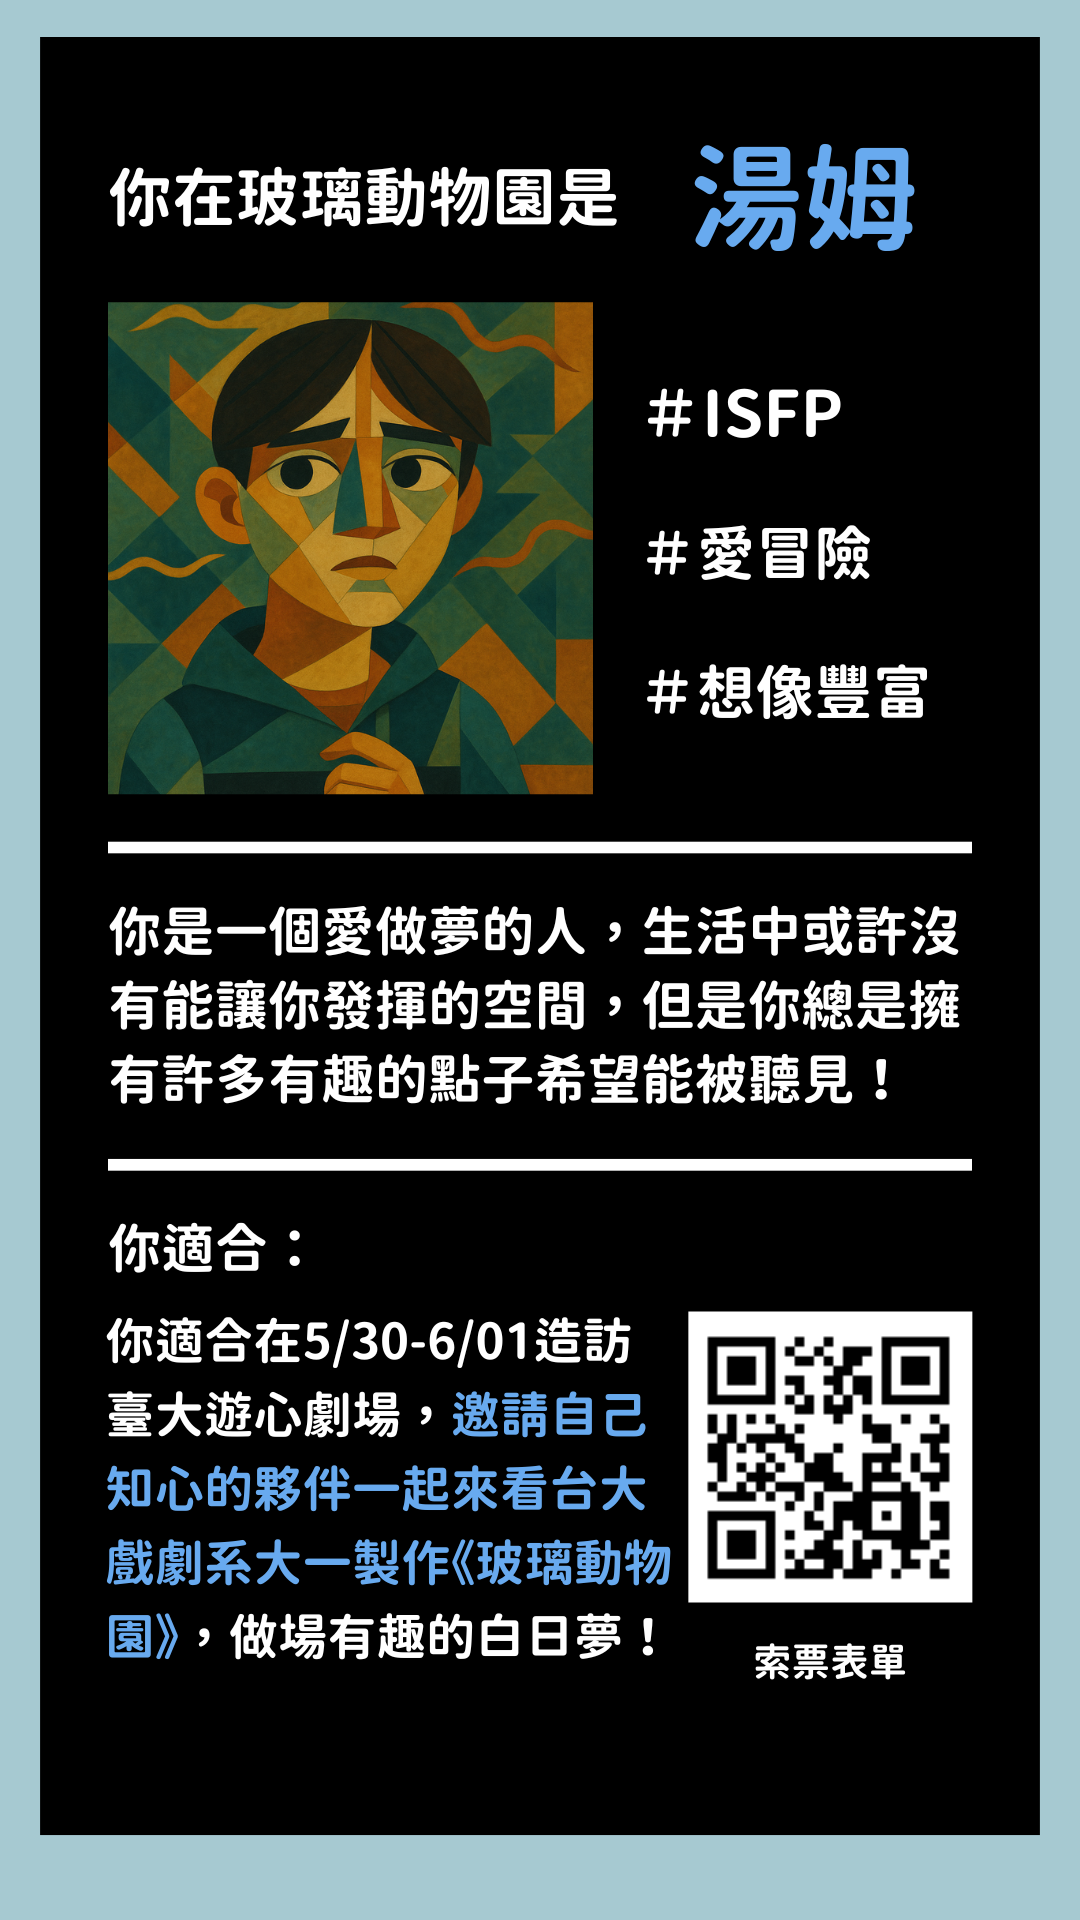 你在玻璃動物園是 湯姆
#ISFP
#愛冒險
#想像豐富
你是一個愛做夢的人，生活中或許沒
有能讓你發揮的空間，但是你總是擁
有許多有趣的點子希望能被聽見！
你適合：
你適合在5/30-6/01造訪
臺大遊心劇場，邀請自己
知心的夥伴一起來看台大
戲劇系大一製作《玻璃動物
園》，做場有趣的白日夢！
索票表單